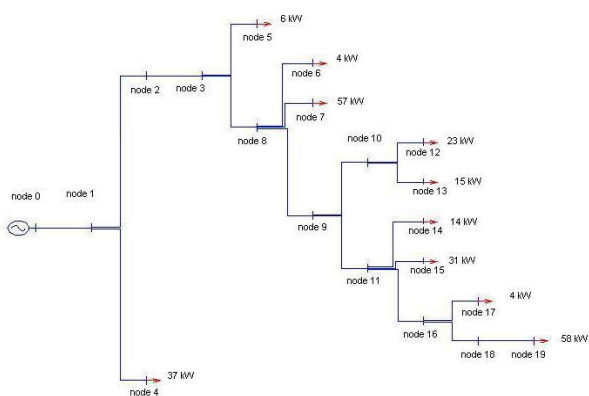 6 kW
node 5
4 kW
node 6
node 2
node 3
57 kW
node 7
node 8
node 10
23 kW
node 12
15 kW
node 13
node 0
node 1
node 9
14 kW
node 14
31 kW
node 15
node 11
4 kW
node 17
node 16
58 kW
node 18
node 19
37 kW
node 4